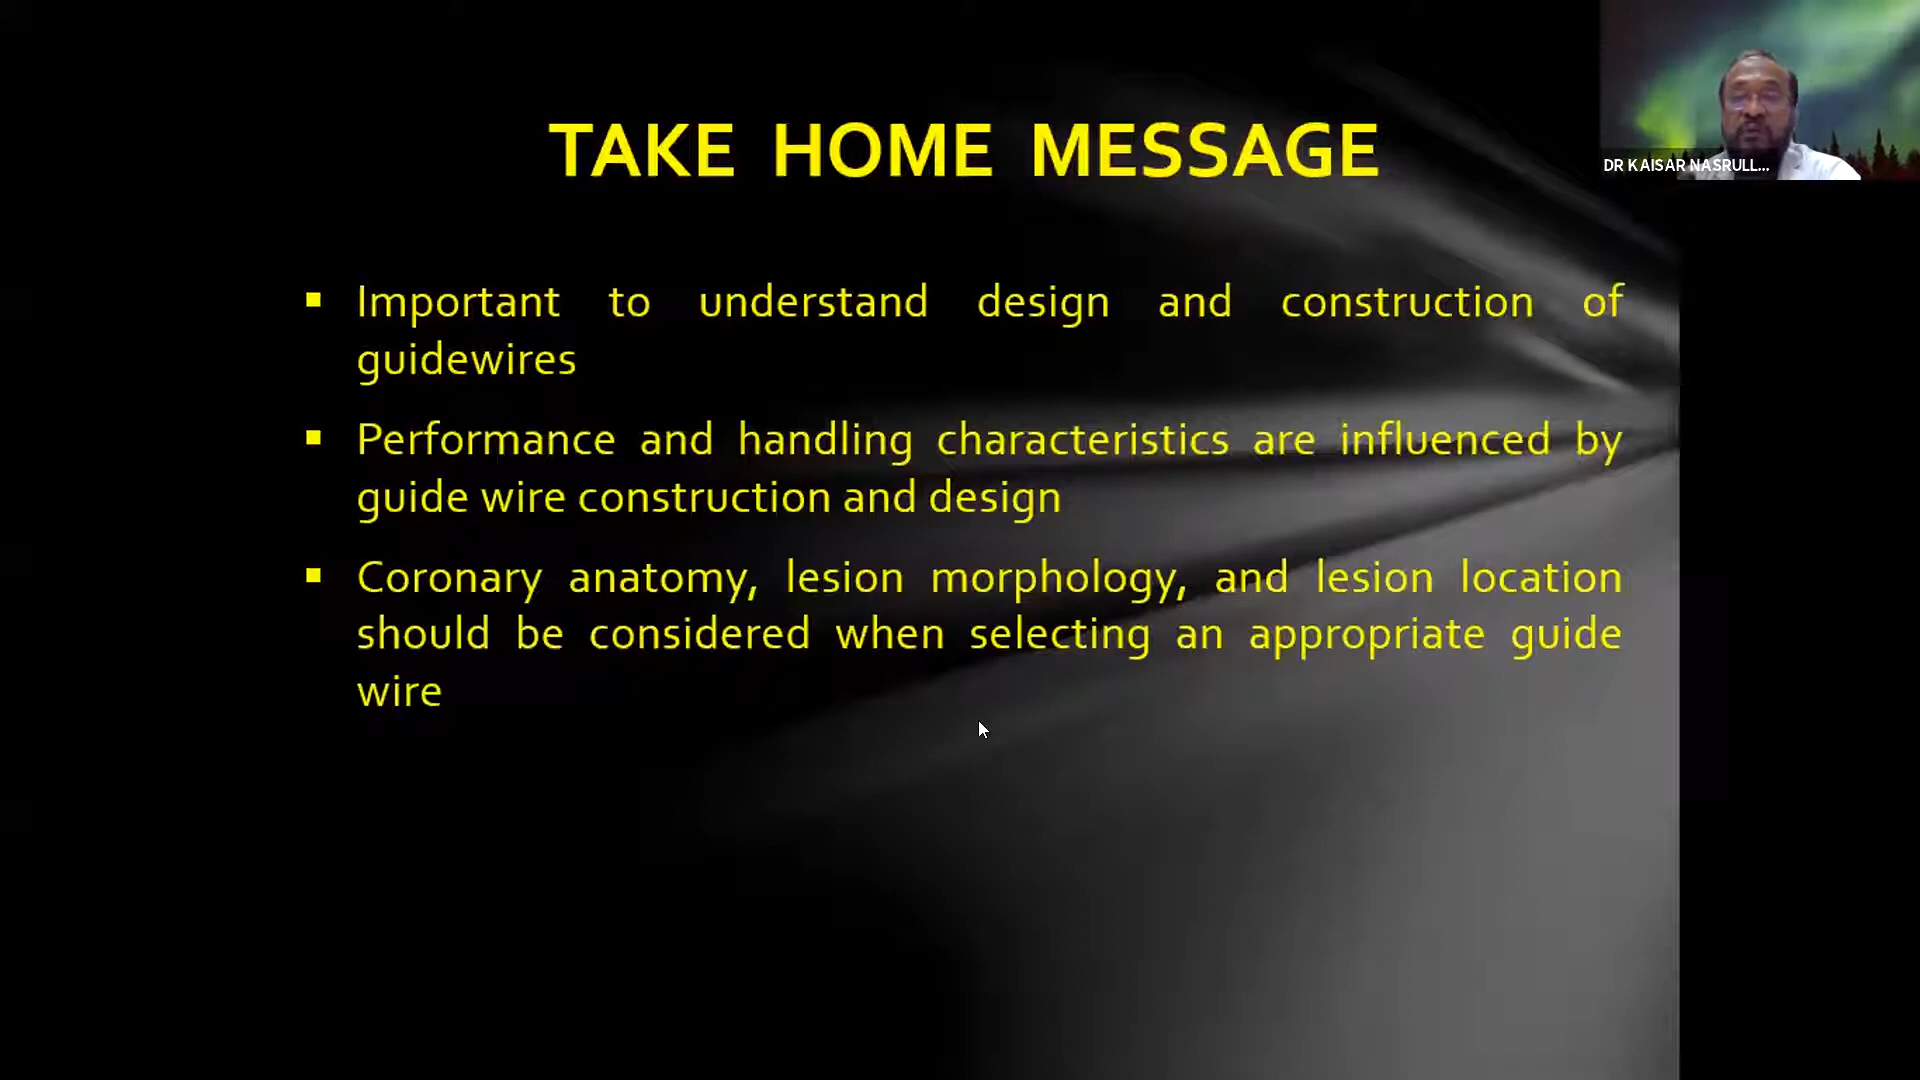 TAKE HOME MESSAGE
DR KAISAR NASRULL...
▪ Important to understand design and construction of
guidewires
▪ Performance and handling characteristics are influenced by
guide wire construction and design
▪ Coronary anatomy, lesion morphology, and lesion location
should be considered when selecting an appropriate guide
wire